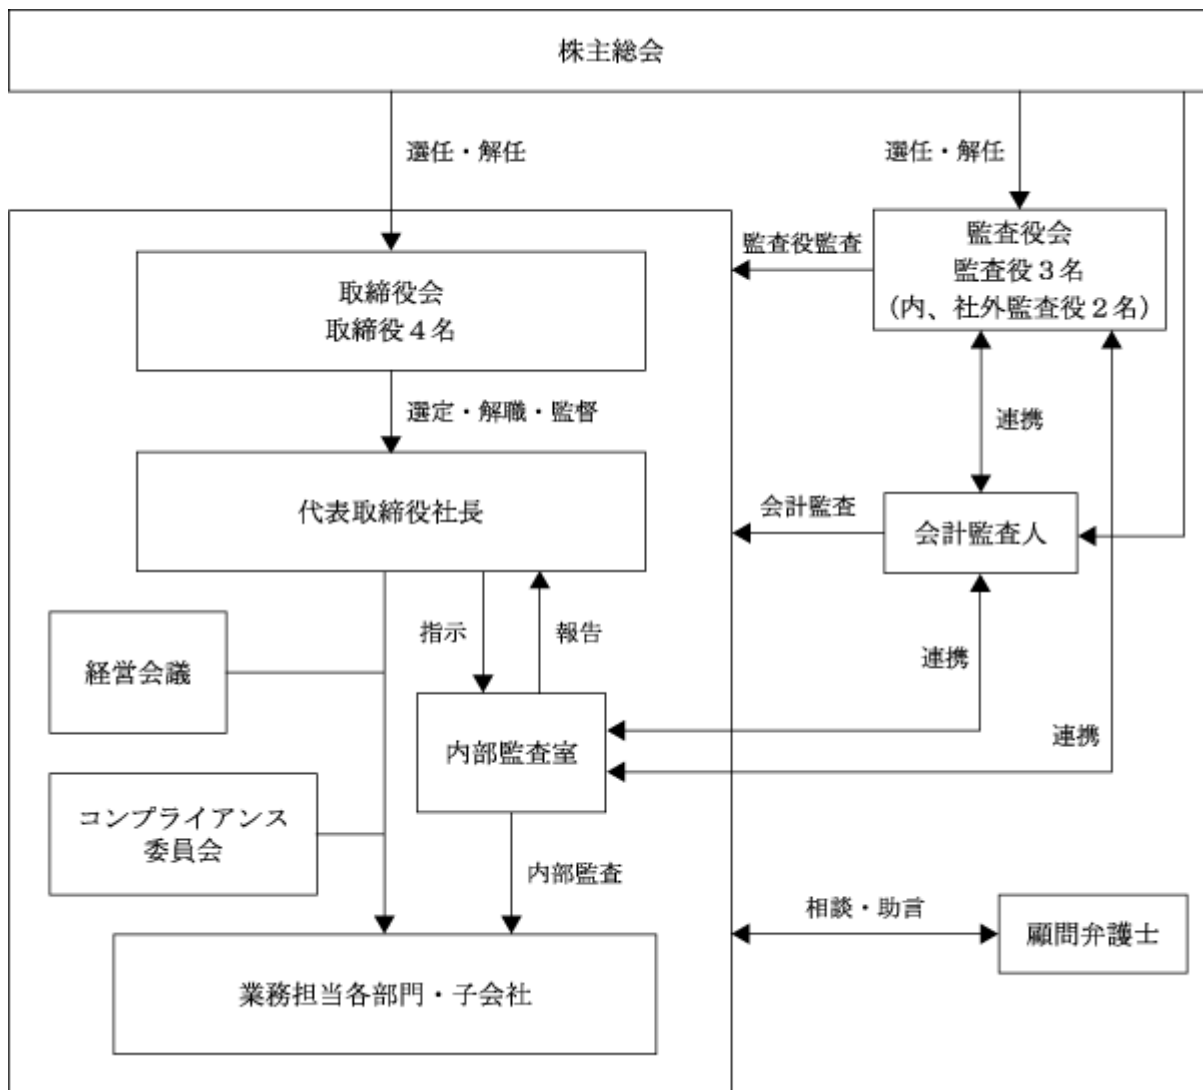 株主総会
選任・解任
選任・解任
監査役会
監査役３名
（内、社外監査役２名）
監査役監査
取締役会
取締役４名
選定・解職・監督
連携
代表取締役社長
会計監査
会計監査人
指示
報告
経営会議
連携
内部監査室
連携
コンプライアンス
委員会
内部監査
相談・助言
顧問弁護士
業務担当各部門・子会社